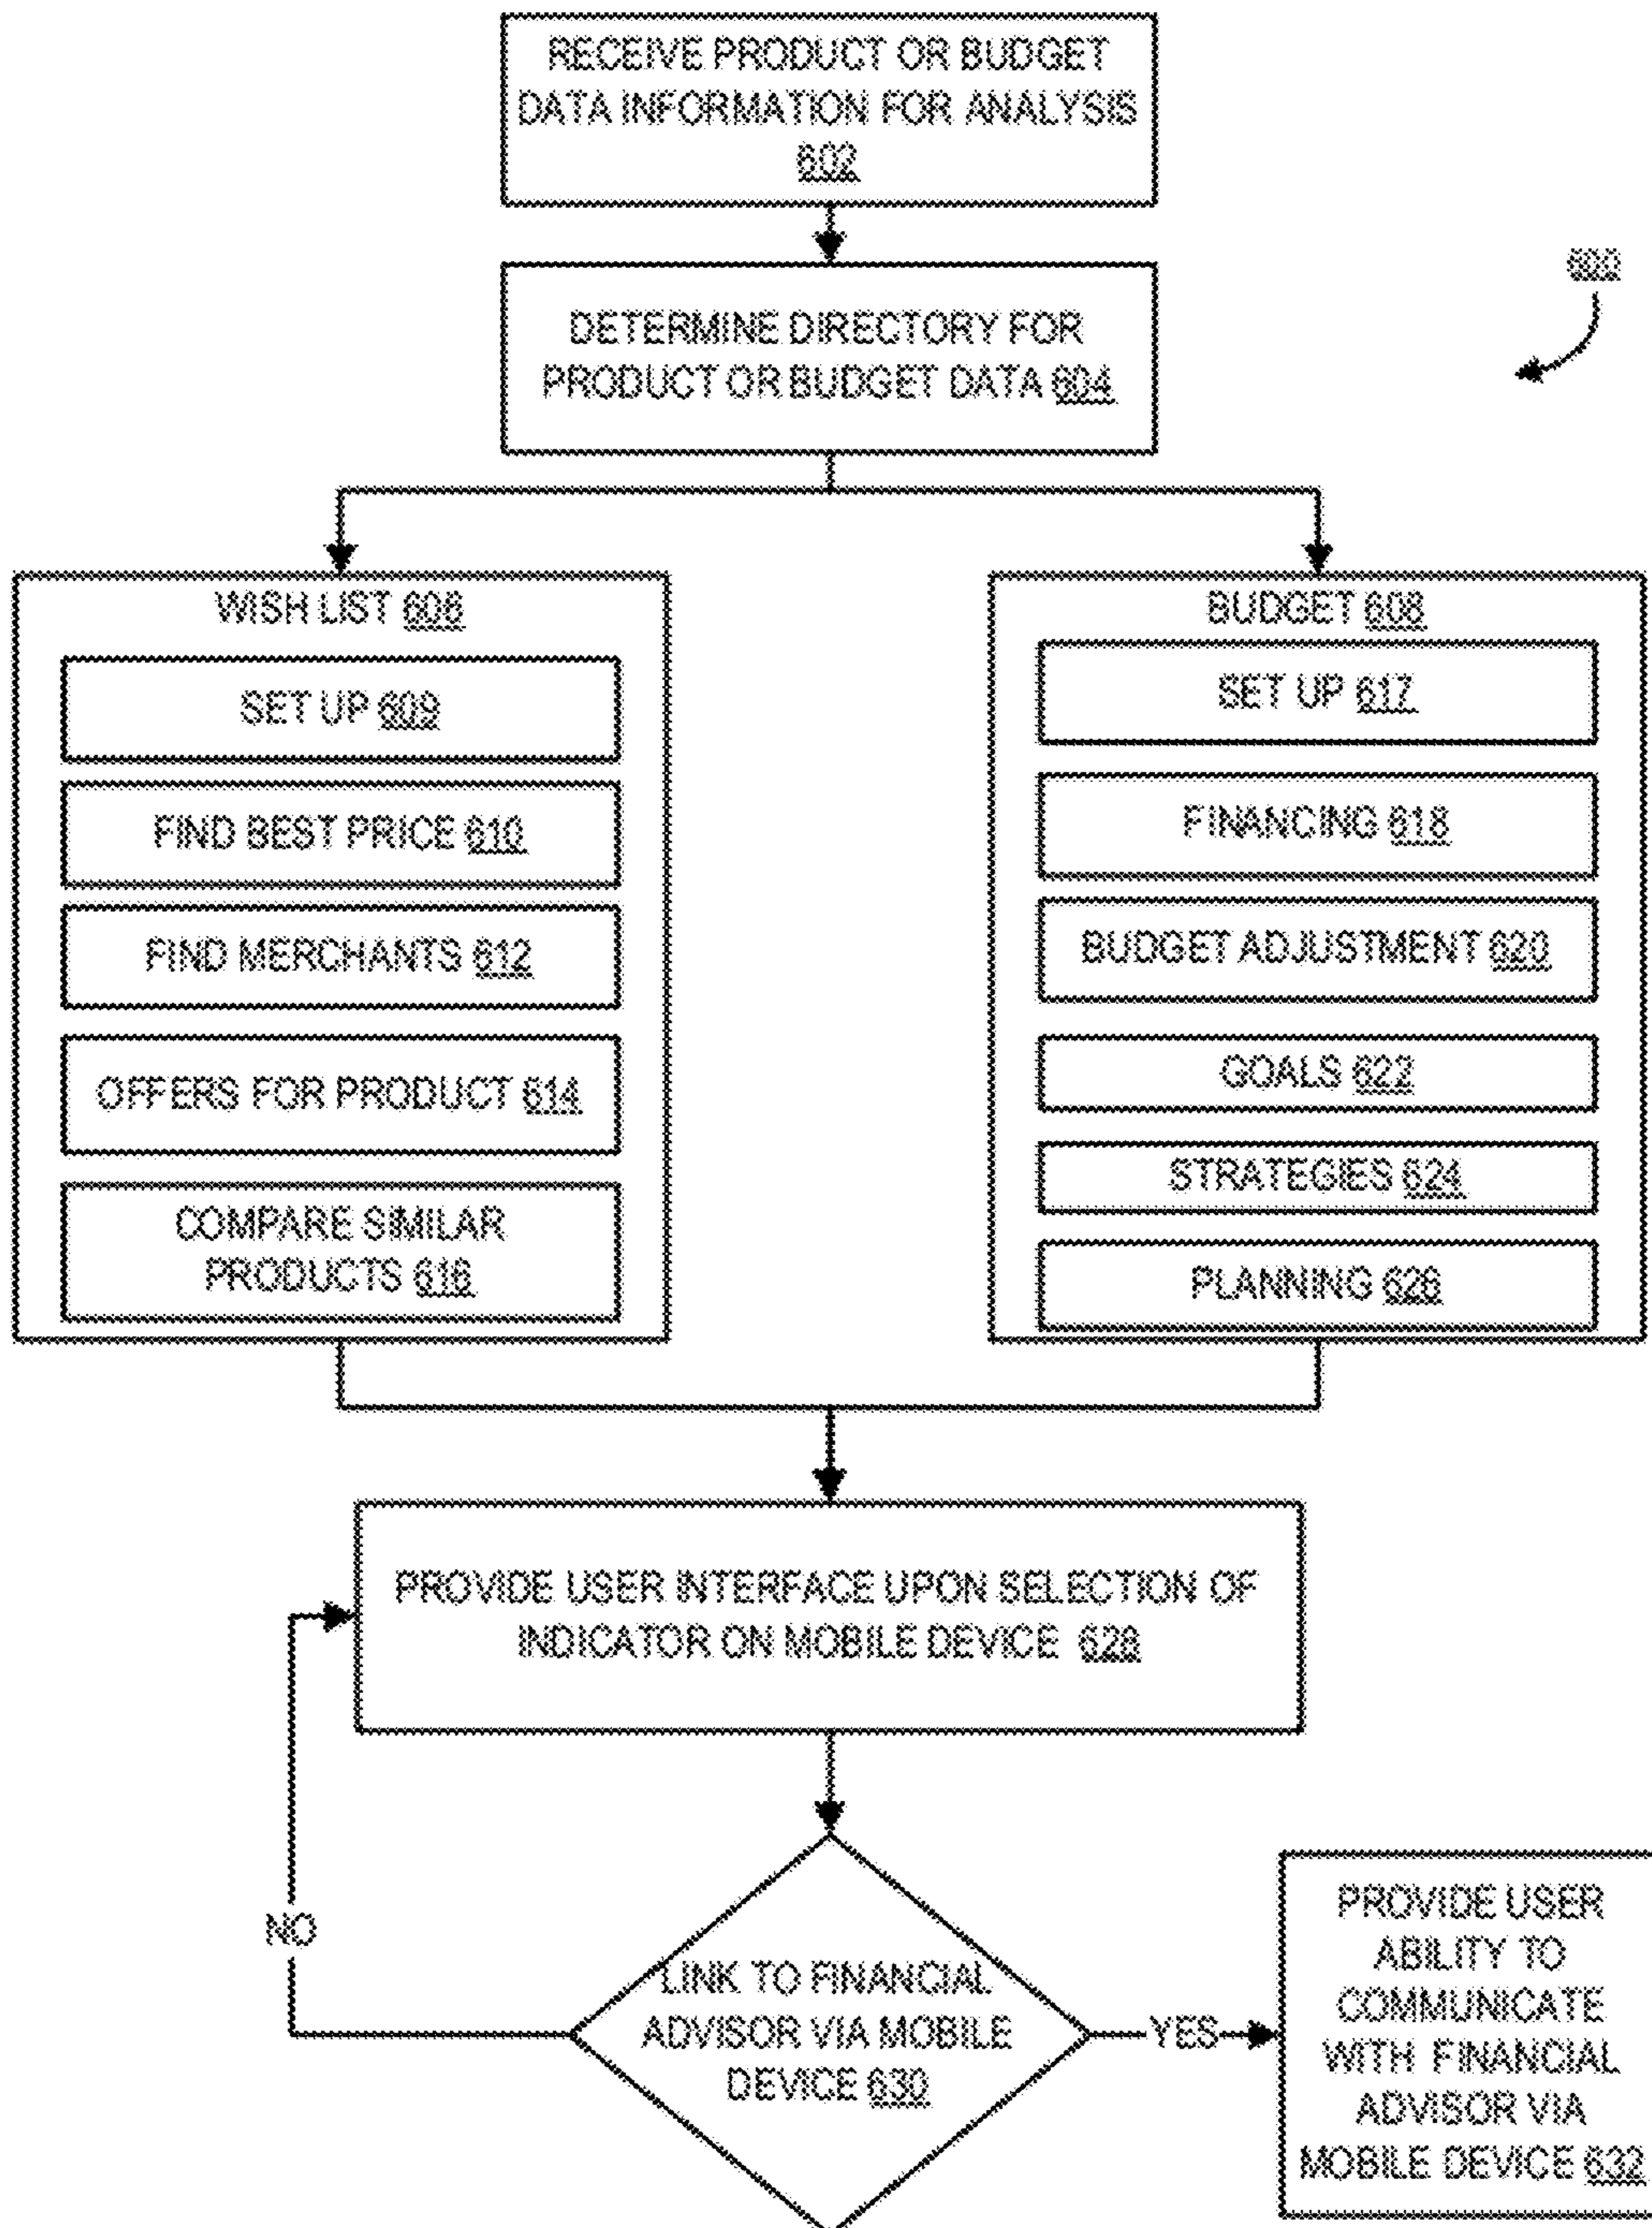 RECEIVE PRODUCT OR BUDGET
DATA INFORMATION FOR ANALYSIS
602
600
DETERMINE DIRECTORY FOR
PRODUCT OR BUDGET DATA 604
WISH LIST 606
SET UP 609
FIND BEST PRICE 610
FIND MERCHANTS 612
OFFERS FOR PRODUCT 614
COMPARE SIMILAR
PRODUCTS 616
BUDGET 608
SET UP 617
FINANCING 618
BUDGET ADJUSTMENT 620
GOALS 622
STRATEGIES 624
PLANNING 626
PROVIDE USER INTERFACE UPON SELECTION OF
INDICATOR ON MOBILE DEVICE 628
NO
LINK TO FINANCIAL
ADVISOR VIA MOBILE
DEVICE 630
YES
PROVIDE USER
ABILITY TO
COMMUNICATE
WITH FINANCIAL
ADVISOR VIA
MOBILE DEVICE 632